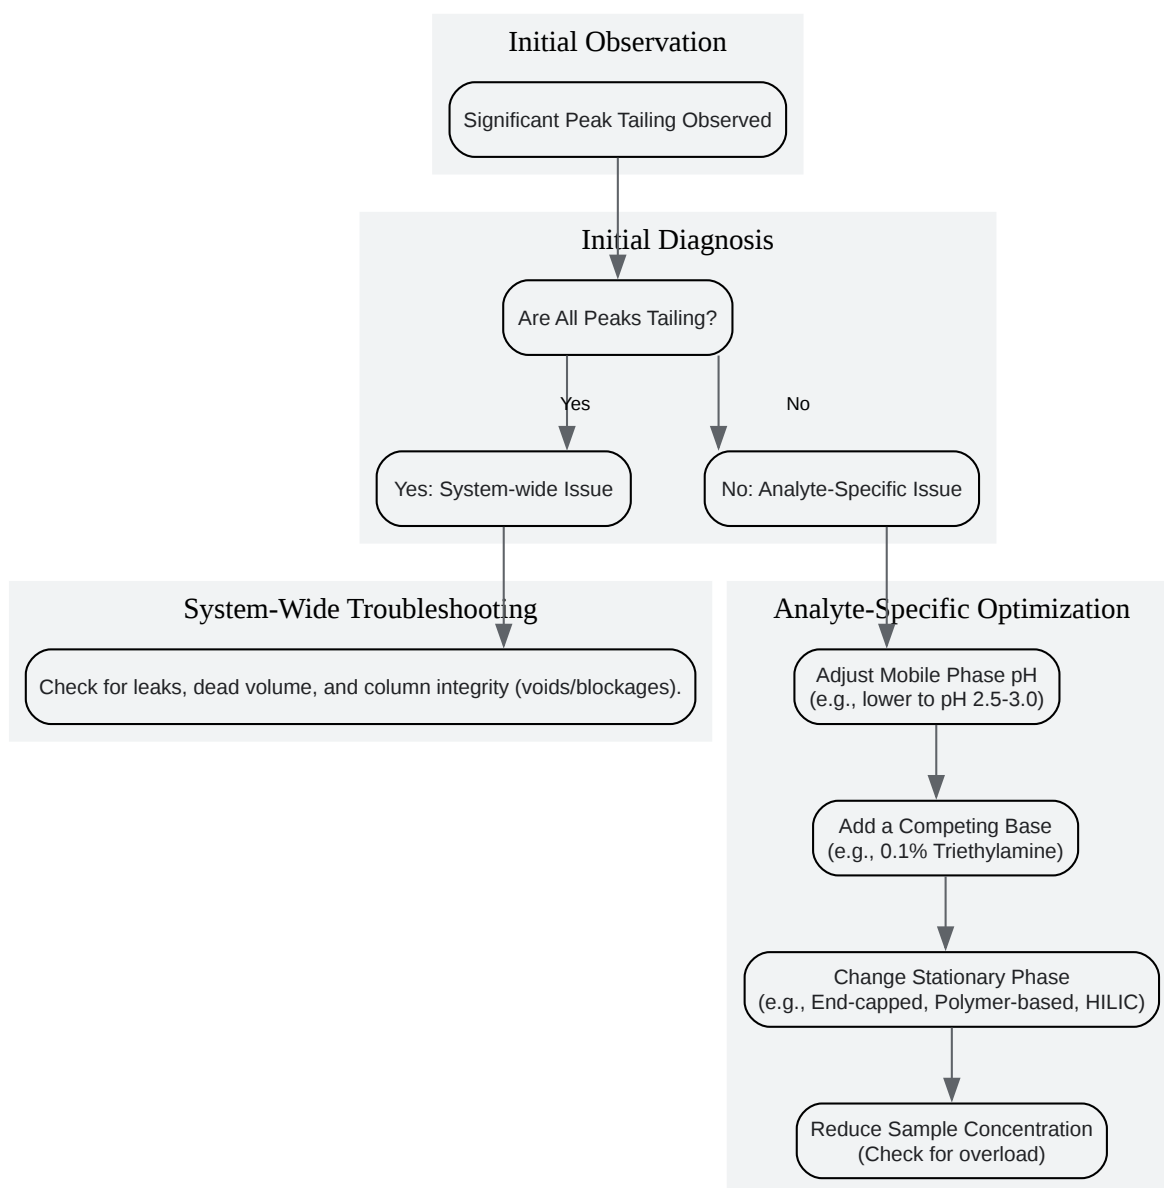 Initial Observation
Significant Peak Tailing Observed
Initial Diagnosis
Are All Peaks Tailing?
Yes
No
Yes: System-wide Issue
No: Analyte-Specific Issue
System-Wide Troubleshooting
Check for leaks, dead volume, and column integrity (voids/blockages).
Analyte-Specific Optimization
Adjust Mobile Phase pH
(e.g., lower to pH 2.5-3.0)
Add a Competing Base
(e.g., 0.1% Triethylamine)
Change Stationary Phase
(e.g., End-capped, Polymer-based, HILIC)
Reduce Sample Concentration
(Check for overload)